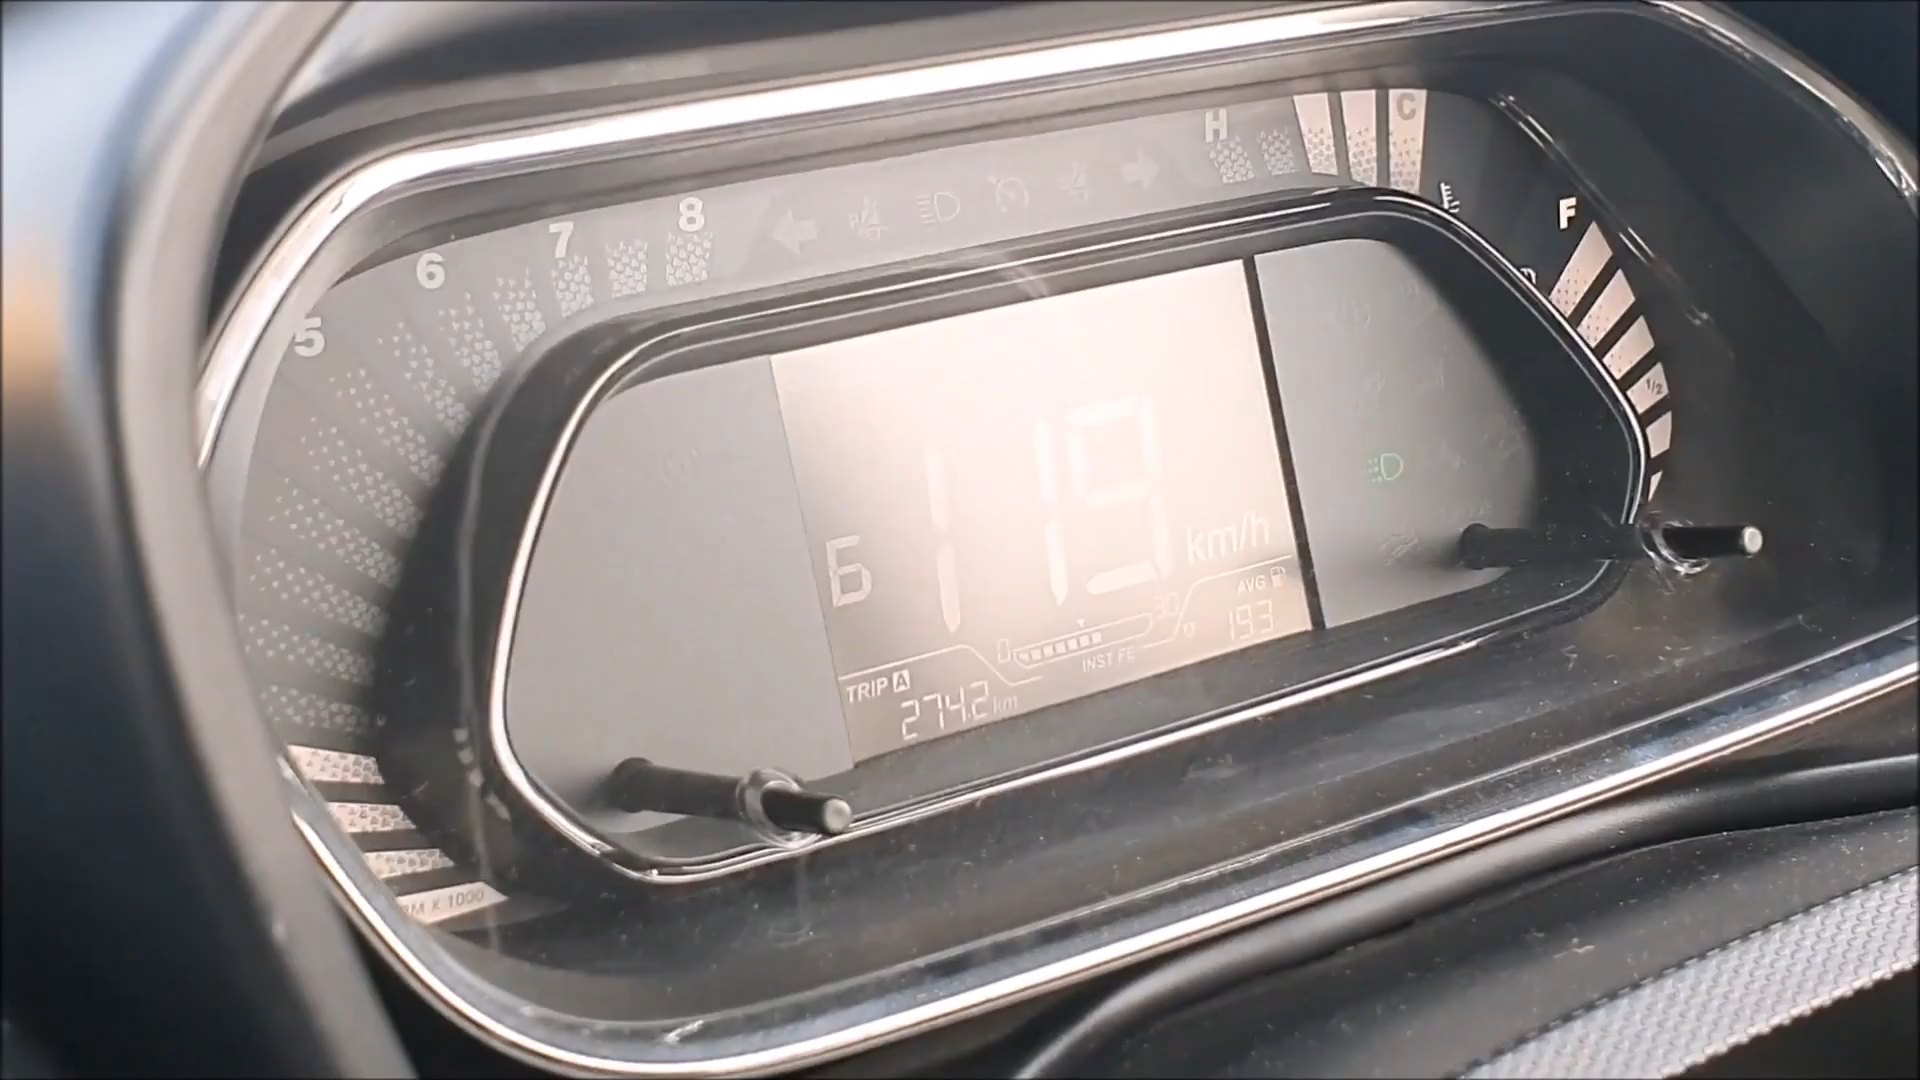 H C
F
8
7
6
5
1/2
119 km/h
6
AVG
193
0 30
INST FE
TRIP A
274.2 km
X 1000